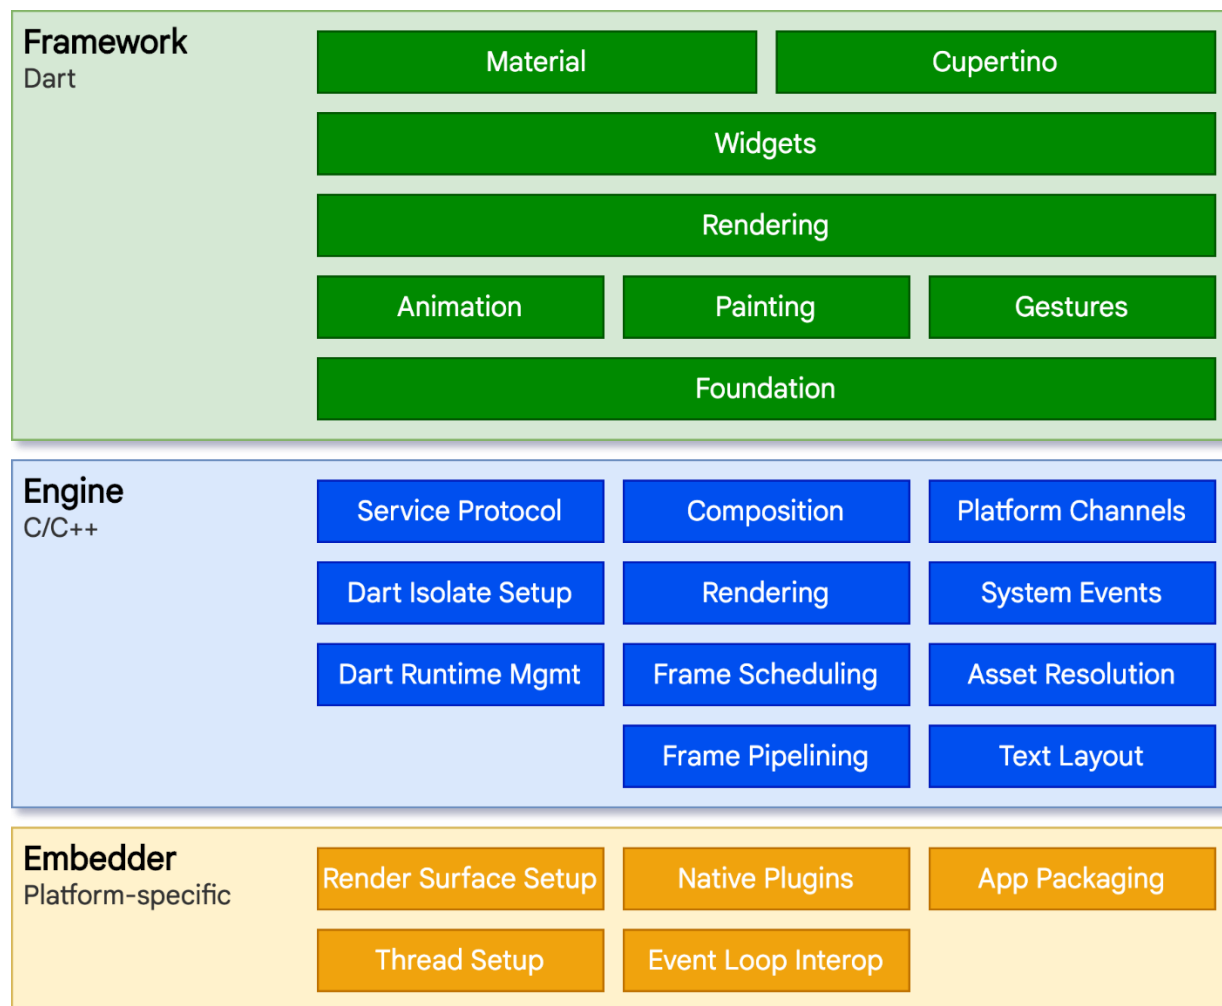 Framework
Dart
Material
Cupertino
Widgets
Rendering
Animation
Painting
Gestures
Foundation
Engine
C/C++
Service Protocol
Composition
Platform Channels
Dart Isolate Setup
Rendering
System Events
Dart Runtime Mgmt
Frame Scheduling
Asset Resolution
Frame Pipelining
Text Layout
Embedder
Platform-specific
Render Surface Setup
Native Plugins
App Packaging
Thread Setup
Event Loop Interop